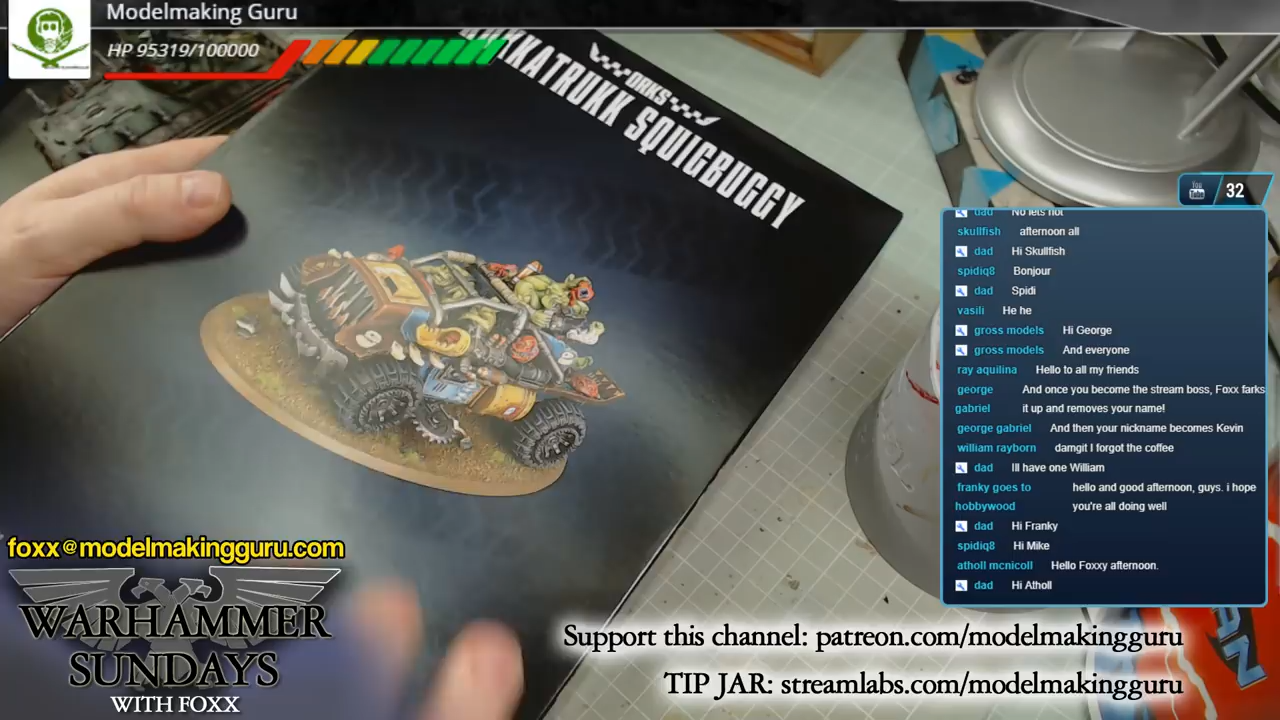 Modelmaking Guru
HP 95319/100000
ORKS
SQUIGBUGGY
You
Tube
32
dad No lets not
skullfish afternoon all
dad Hi Skullfish
spidiq8 Bonjour
dad Spidi
vasili He he
gross models Hi George
gross models And everyone
ray aquilina Hello to all my friends
george And once you become the stream boss, Foxx farks
gabriel it up and removes your name!
george gabriel And then your nickname becomes Kevin
william rayborn damgit I forgot the coffee
dad Ill have one William
franky goes to hello and good afternoon, guys. i hope
hobbywood you're all doing well
dad Hi Franky
spidiq8 Hi Mike
atholl mcnicoll Hello Foxxy afternoon.
dad Hi Atholl
foxx@modelmakingguru.com
WARHAMMER
SUNDAYS
WITH FOXX
Support this channel: patreon.com/modelmakingguru
TIP JAR: streamlabs.com/modelmakingguru